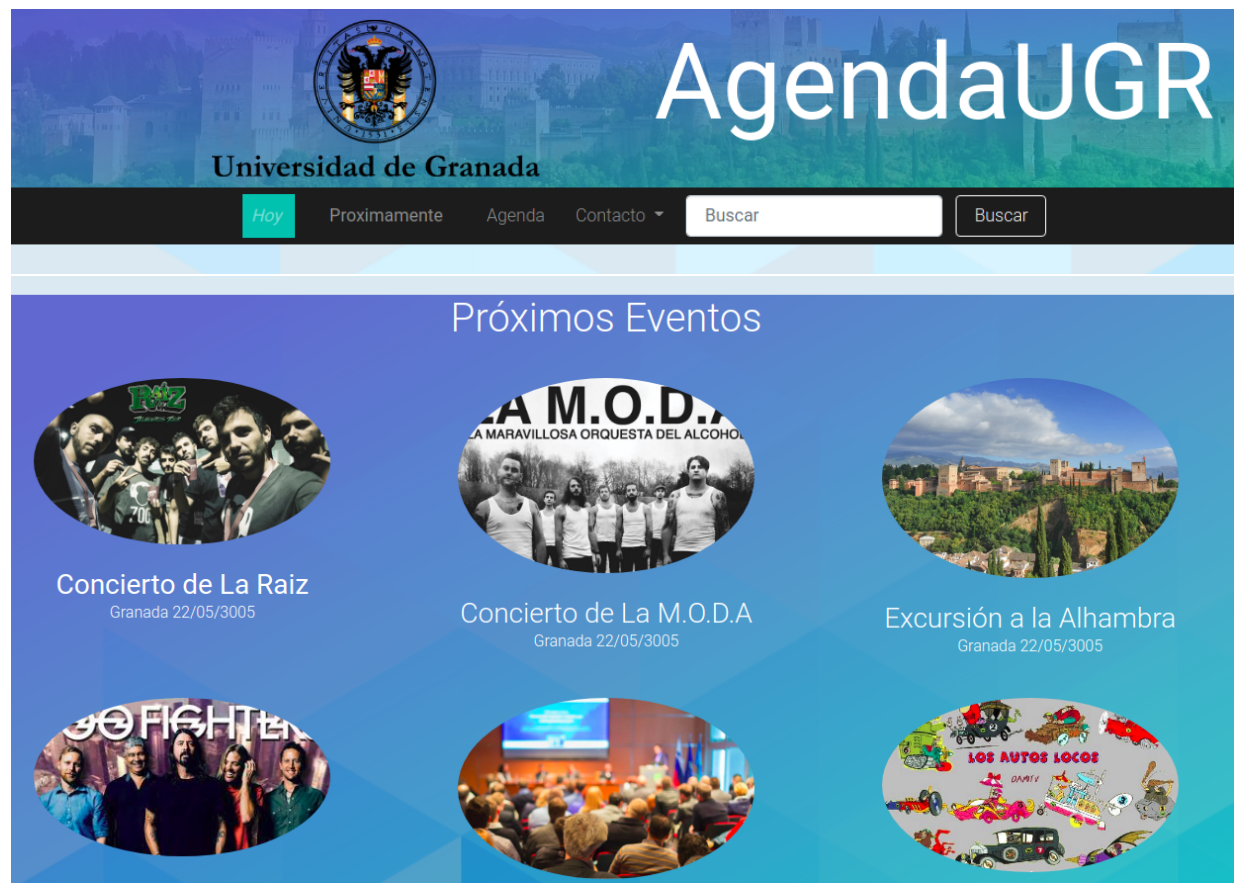 AgendaUGR
Universidad de Granada
Hoy Proximamente Agenda Contacto Buscar Buscar
Próximos Eventos
LA RAIZ
A M.O.D.A
A MARAVILLOSA ORQUESTA DEL ALCOHOL
Concierto de La Raiz
Granada 22/05/3005
Concierto de La M.O.D.A
Granada 22/05/3005
Excursión a la Alhambra
Granada 22/05/3005
OO FIGHTER
LOS AUTOS LOCOS